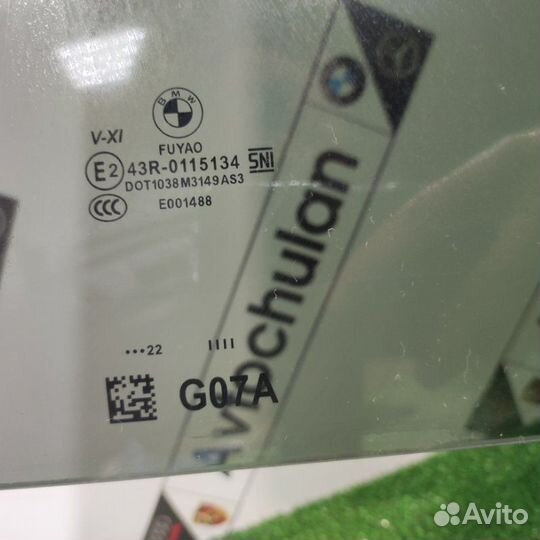 BMW
V-XI
FUYAO
E2 43R-0115134 SNI
DOT1038M3149AS3
CCC E001488
•••22 IIII
G07A
Avtochulan
Avito